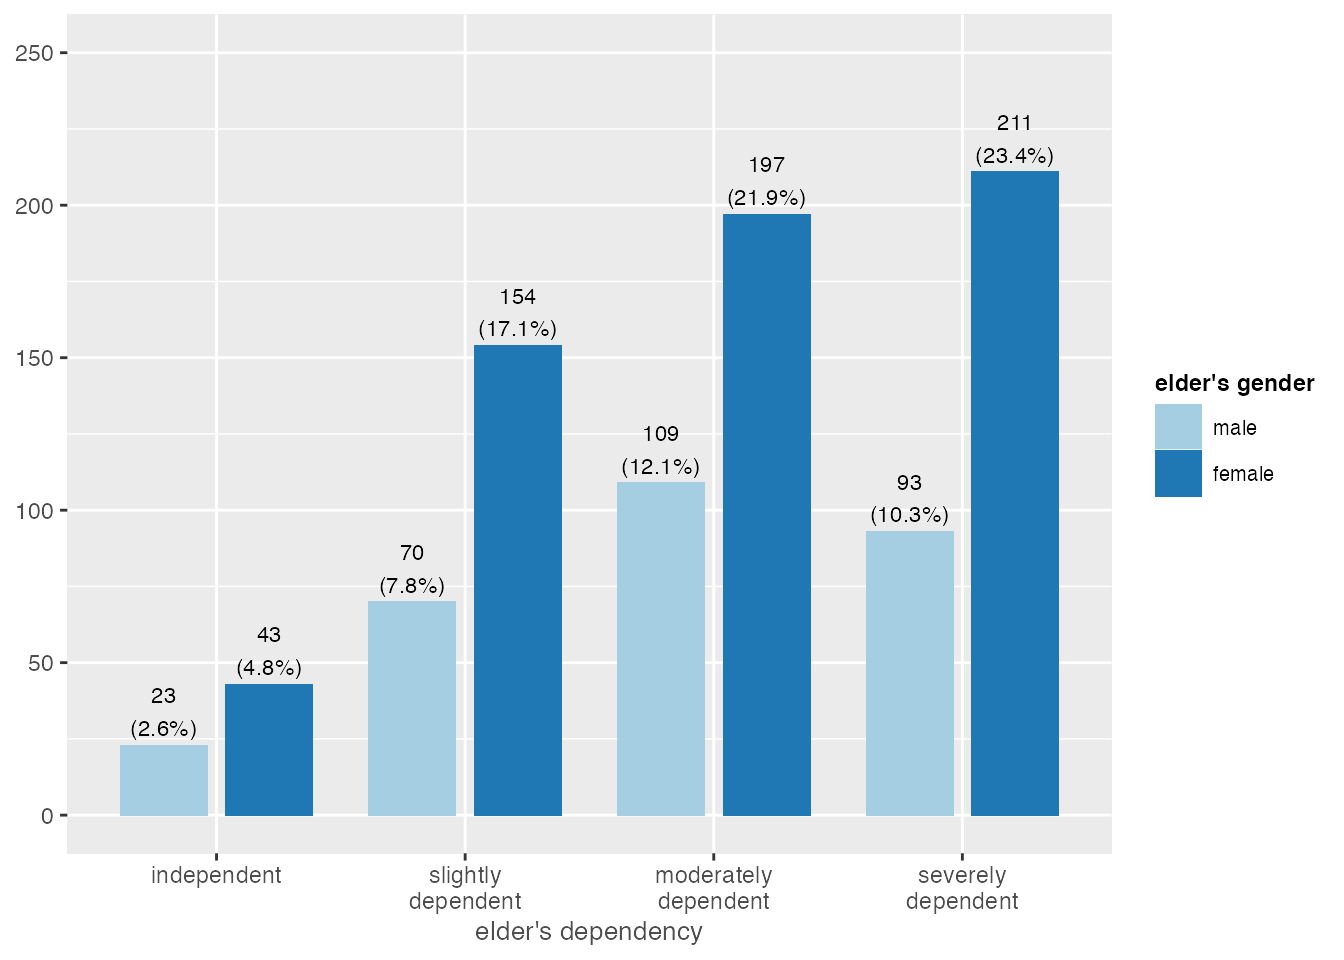 250
200
150
100
50
0
23
(2.6%)
43
(4.8%)
70
(7.8%)
154
(17.1%)
109
(12.1%)
197
(21.9%)
93
(10.3%)
211
(23.4%)
independent
slightly
dependent
moderately
dependent
severely
dependent
elder's dependency
elder's gender
male
female